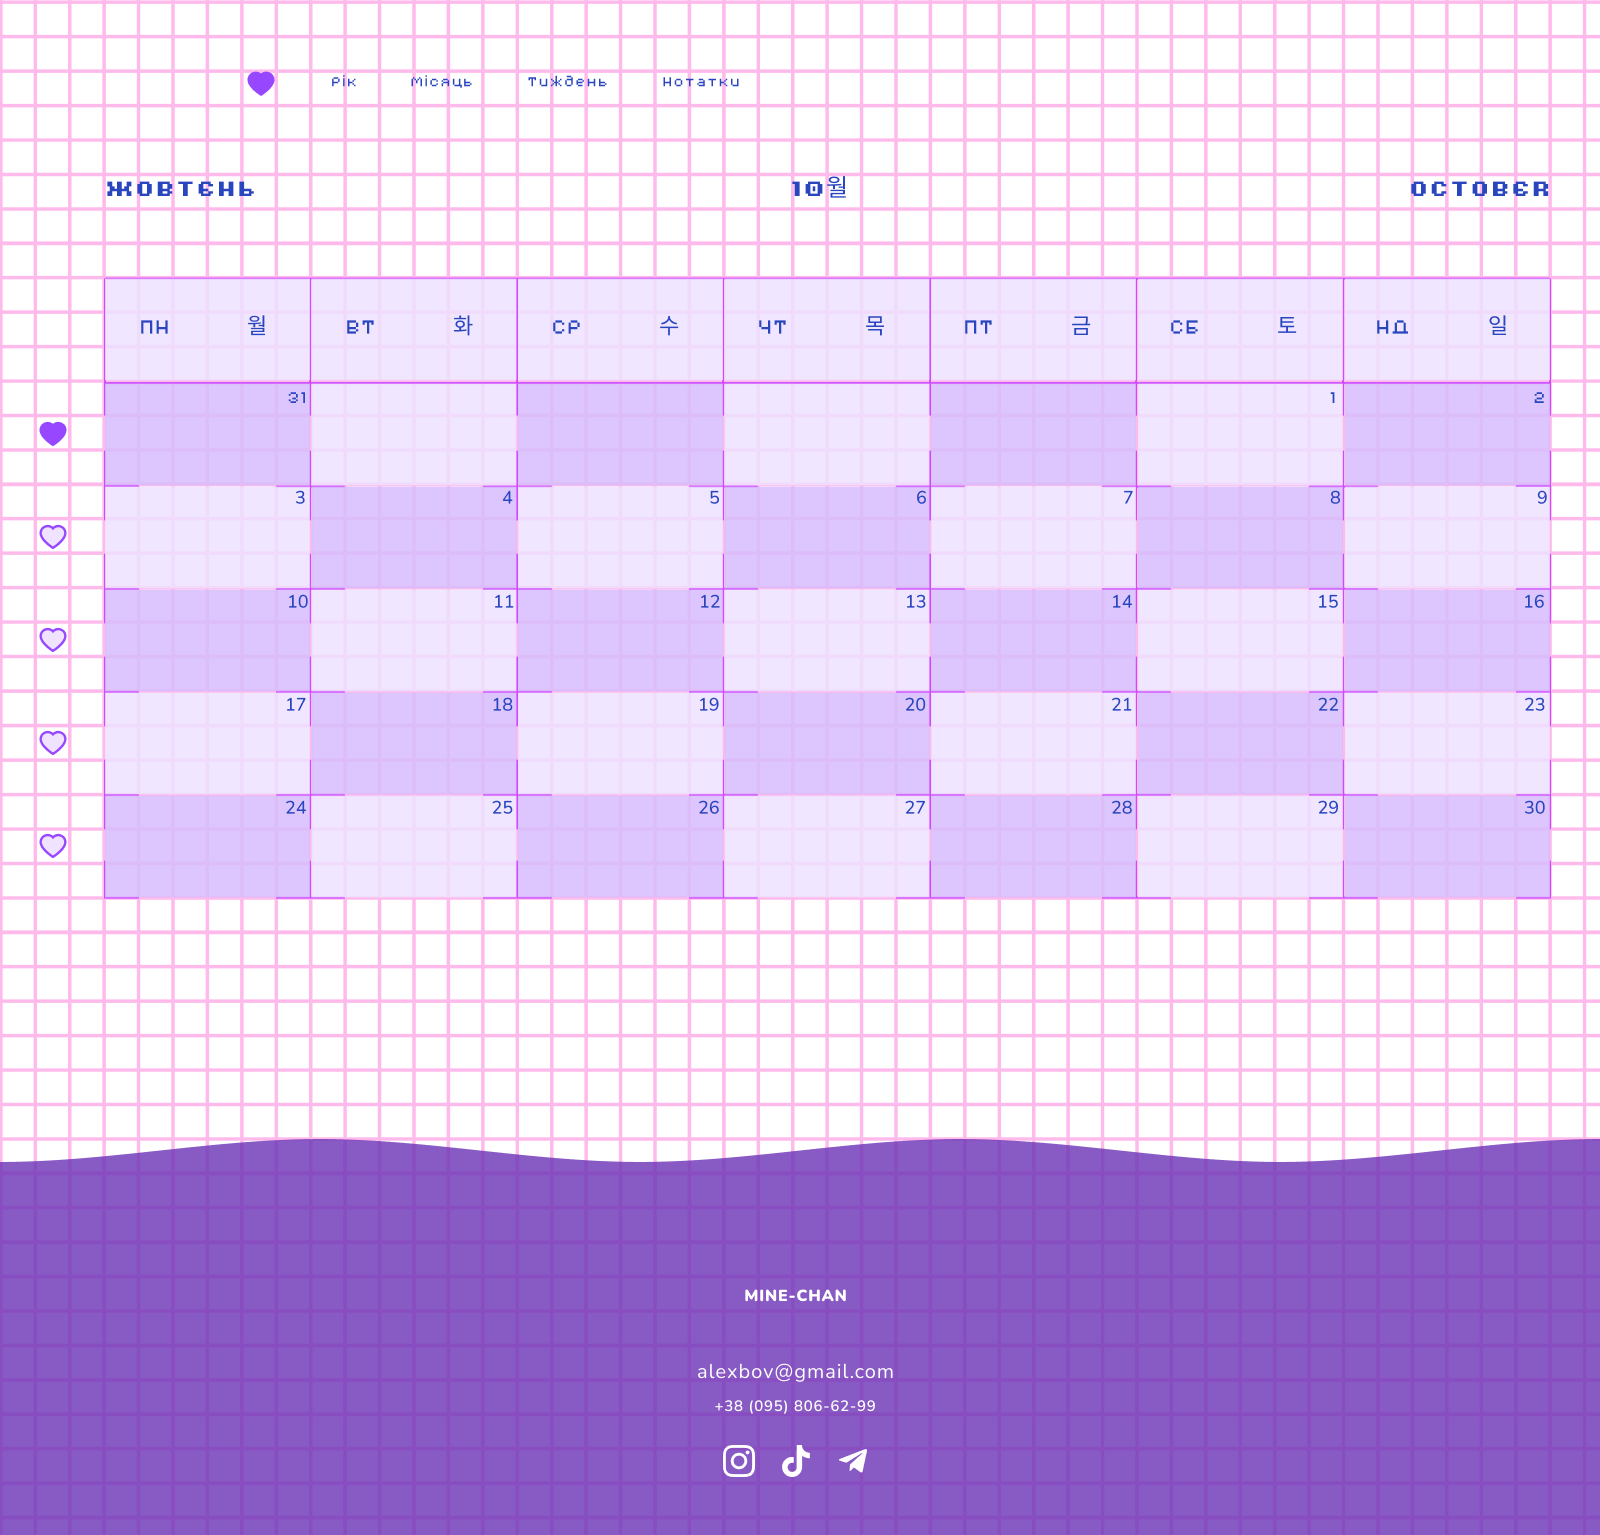 Рік Місяць Тиждень Нотатки
ЖОВТЕНЬ 10월 OCTOBER
ПН 월 ВТ 화 СР 수 ЧТ 목 ПТ 금 СБ 토 НД 일
31 1 2
3 4 5 6 7 8 9
10 11 12 13 14 15 16
17 18 19 20 21 22 23
24 25 26 27 28 29 30
MINE-CHAN
alexbov@gmail.com
+38 (095) 806-62-99